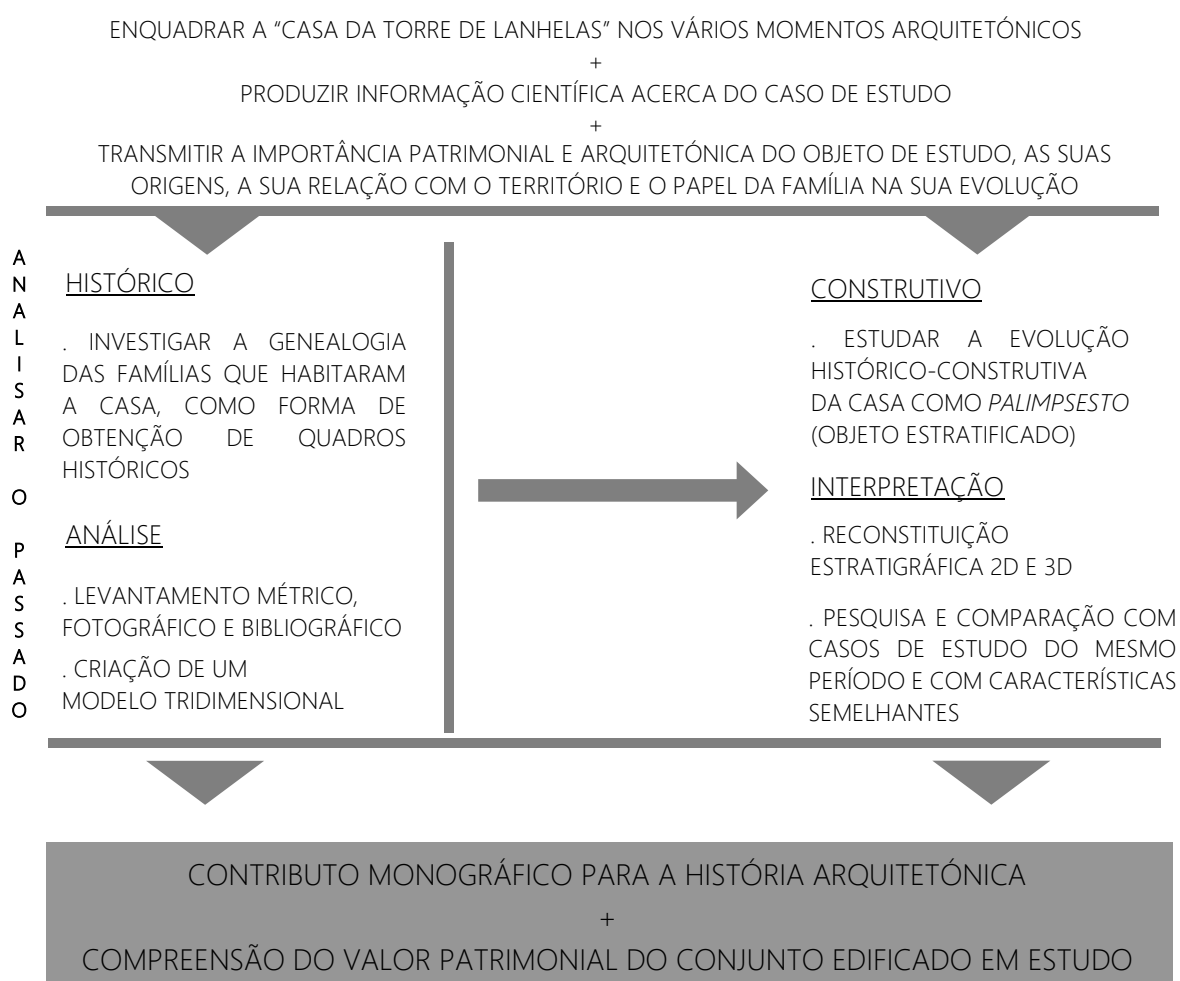 ENQUADRAR A “CASA DA TORRE DE LANHELAS” NOS VÁRIOS MOMENTOS ARQUITETÓNICOS
+
PRODUZIR INFORMAÇÃO CIENTÍFICA ACERCA DO CASO DE ESTUDO
+
TRANSMITIR A IMPORTÂNCIA PATRIMONIAL E ARQUITETÓNICA DO OBJETO DE ESTUDO, AS SUAS
ORIGENS, A SUA RELAÇÃO COM O TERRITÓRIO E O PAPEL DA FAMÍLIA NA SUA EVOLUÇÃO
ANALISAR O PASSADO
HISTÓRICO
. INVESTIGAR A GENEALOGIA
DAS FAMÍLIAS QUE HABITARAM
A CASA, COMO FORMA DE
OBTENÇÃO DE QUADROS
HISTÓRICOS
ANÁLISE
. LEVANTAMENTO MÉTRICO,
FOTOGRÁFICO E BIBLIOGRÁFICO
. CRIAÇÃO DE UM
MODELO TRIDIMENSIONAL
CONSTRUTIVO
. ESTUDAR A EVOLUÇÃO
HISTÓRICO-CONSTRUTIVA
DA CASA COMO PALIMPSESTO
(OBJETO ESTRATIFICADO)
INTERPRETAÇÃO
. RECONSTITUIÇÃO
ESTRATIGRÁFICA 2D E 3D
. PESQUISA E COMPARAÇÃO COM
CASOS DE ESTUDO DO MESMO
PERÍODO E COM CARACTERÍSTICAS
SEMELHANTES
CONTRIBUTO MONOGRÁFICO PARA A HISTÓRIA ARQUITETÓNICA
+
COMPREENSÃO DO VALOR PATRIMONIAL DO CONJUNTO EDIFICADO EM ESTUDO